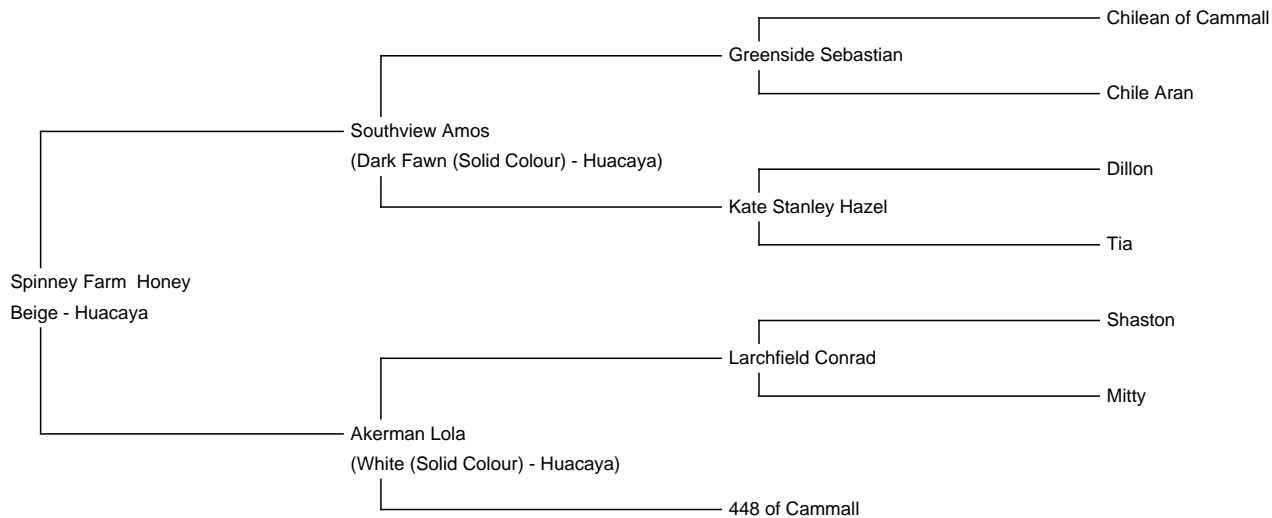 Chilean of Cammall
Greenside Sebastian
Chile Aran
Southview Amos
(Dark Fawn (Solid Colour) - Huacaya)
Dillon
Kate Stanley Hazel
Tia
Spinney Farm  Honey
Beige - Huacaya
Shaston
Larchfield Conrad
Mitty
Akerman Lola
(White (Solid Colour) - Huacaya)
448 of Cammall